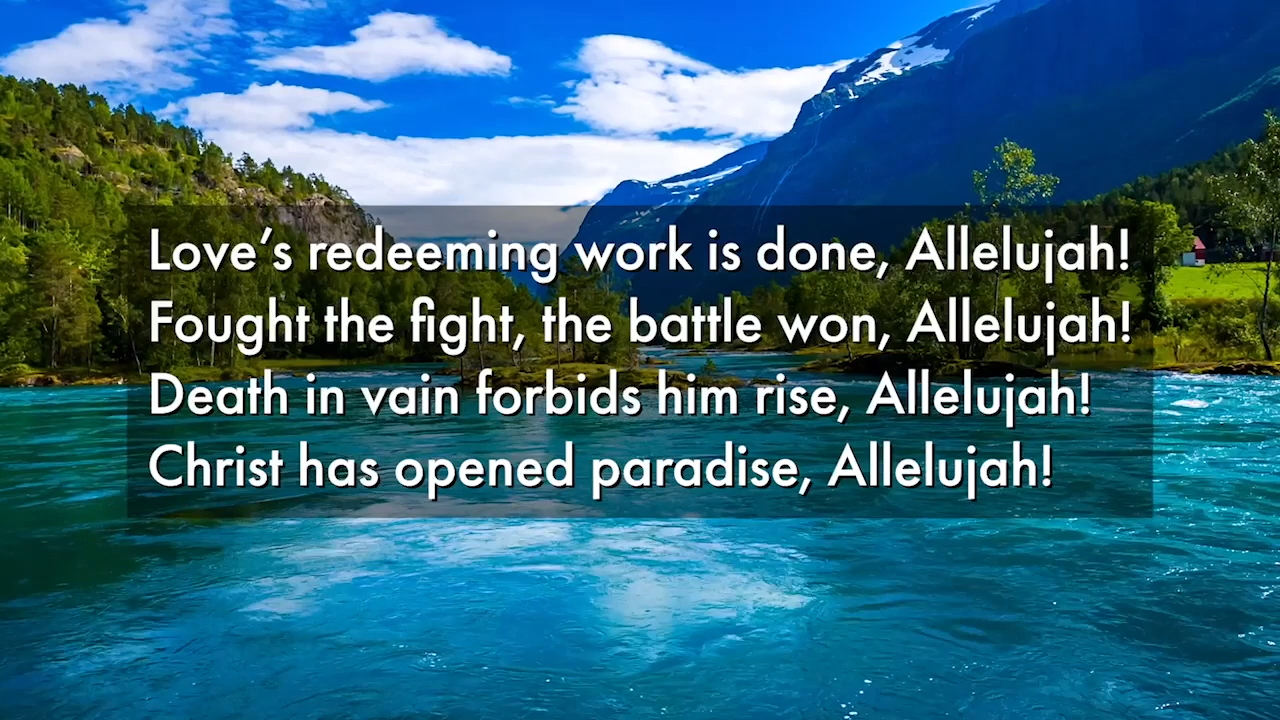 Love’s redeeming work is done, Allelujah!
Fought the fight, the battle won, Allelujah!
Death in vain forbids him rise, Allelujah!
Christ has opened paradise, Allelujah!